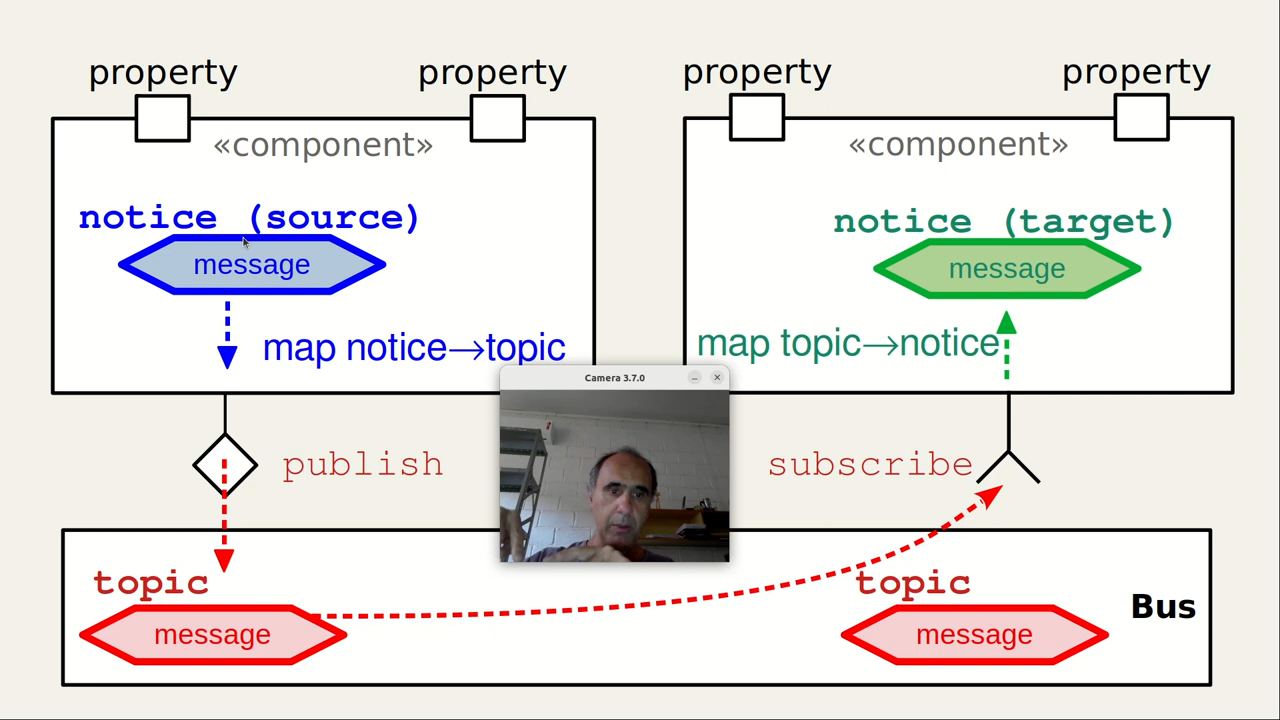 property
property
property
property
«component»
«component»
notice (source)
notice (target)
message
message
map notice→topic
map topic→notice
Camera 3.7.0
publish
subscribe
topic
topic
Bus
message
message